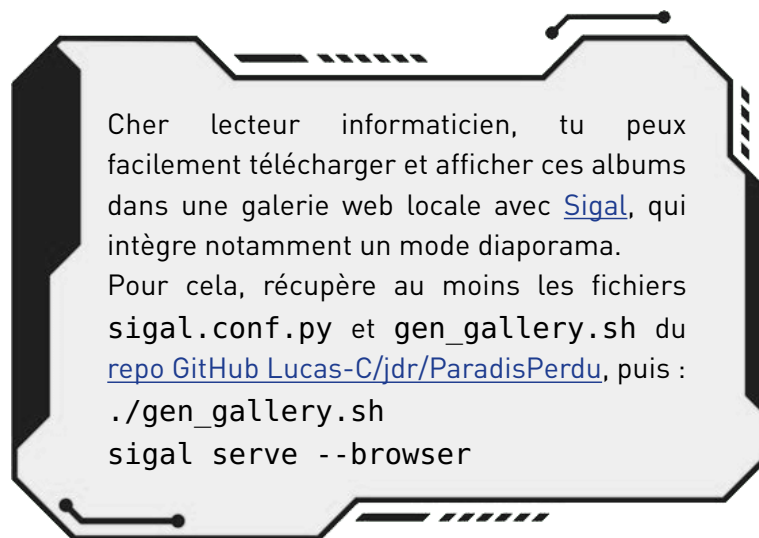 Cher lecteur informaticien, tu peux
facilement télécharger et afficher ces albums
dans une galerie web locale avec Sigal, qui
intègre notamment un mode diaporama.
Pour cela, récupère au moins les fichiers
sigal.conf.py et gen_gallery.sh du
repo GitHub Lucas-C/jdr/ParadisPerdu, puis :
./gen_gallery.sh
sigal serve --browser